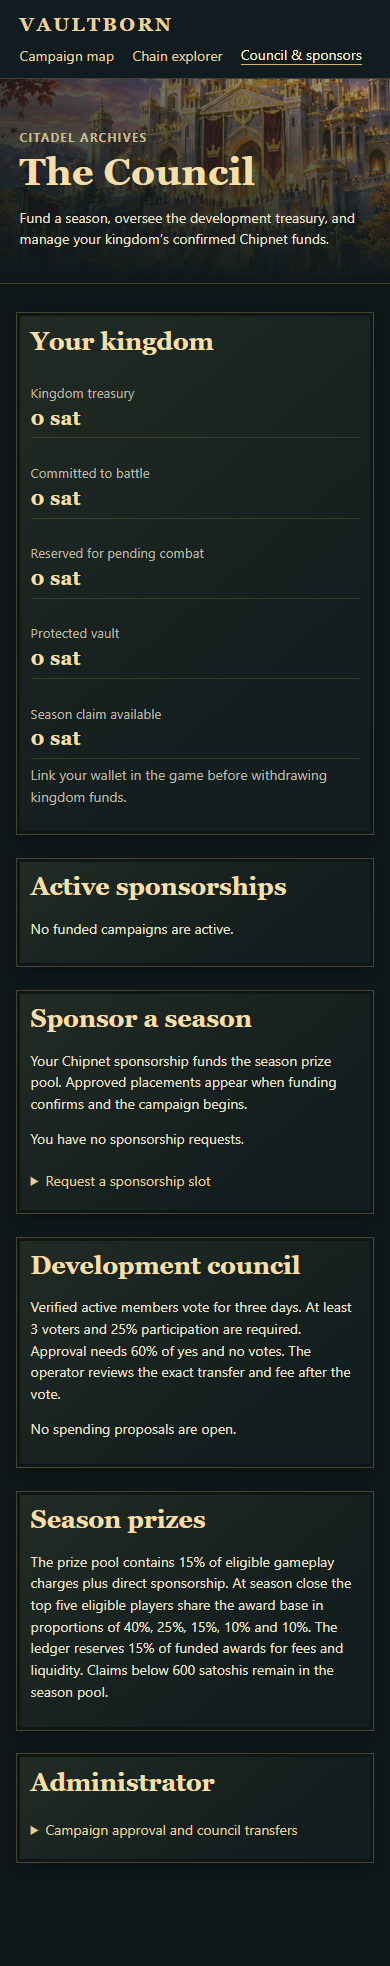 VAULTBORN
Campaign map Chain explorer Council & sponsors
CITADEL ARCHIVES
The Council
Fund a season, oversee the development treasury, and
manage your kingdom’s confirmed Chipnet funds.
Your kingdom
Kingdom treasury
0 sat
Committed to battle
0 sat
Reserved for pending combat
0 sat
Protected vault
0 sat
Season claim available
0 sat
Link your wallet in the game before withdrawing
kingdom funds.
Active sponsorships
No funded campaigns are active.
Sponsor a season
Your Chipnet sponsorship funds the season prize
pool. Approved placements appear when funding
confirms and the campaign begins.
You have no sponsorship requests.
▶ Request a sponsorship slot
Development council
Verified active members vote for three days. At least
3 voters and 25% participation are required.
Approval needs 60% of yes and no votes. The
operator reviews the exact transfer and fee after the
vote.
No spending proposals are open.
Season prizes
The prize pool contains 15% of eligible gameplay
charges plus direct sponsorship. At season close the
top five eligible players share the award base in
proportions of 40%, 25%, 15%, 10% and 10%. The
ledger reserves 15% of funded awards for fees and
liquidity. Claims below 600 satoshis remain in the
season pool.
Administrator
▶ Campaign approval and council transfers